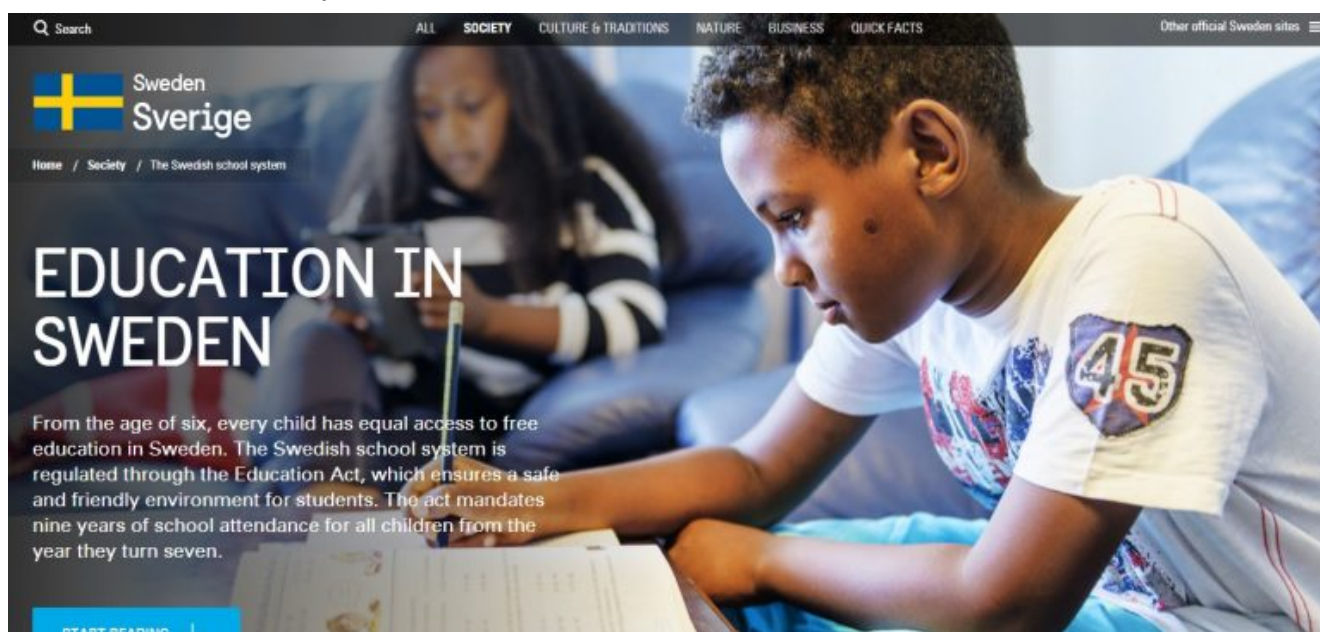 Search
ALL SOCIETY CULTURE & TRADITIONS NATURE BUSINESS QUICK FACTS
Other official Sweden sites
Sweden
Sverige
Home / Society / The Swedish school system
EDUCATION IN
SWEDEN
From the age of six, every child has equal access to free
education in Sweden. The Swedish school system is
regulated through the Education Act, which ensures a safe
and friendly environment for students. The act mandates
nine years of school attendance for all children from the
year they turn seven.
START READING
45